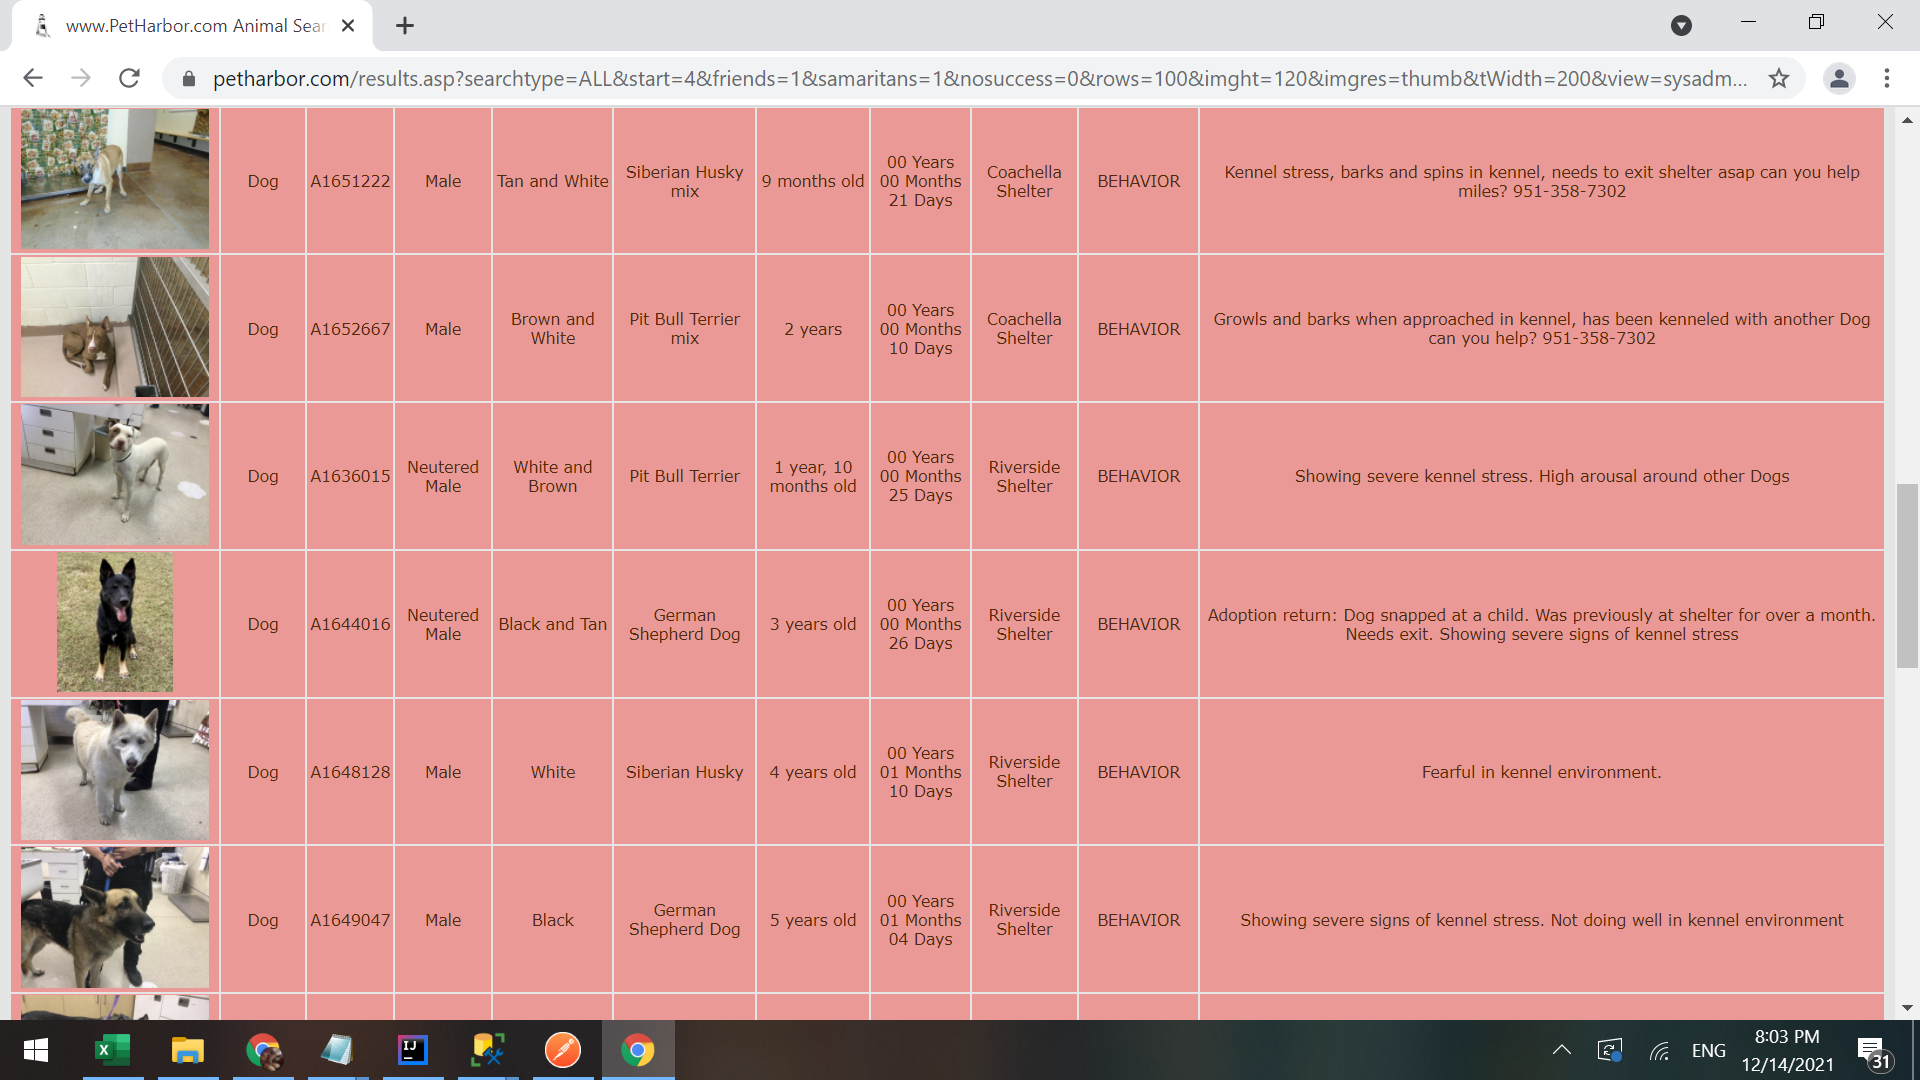 www.PetHarbor.com Animal Sear
petharbor.com/results.asp?searchtype=ALL&start=4&friends=1&samaritans=1&nosuccess=0&rows=100&imght=120&imgres=thumb&tWidth=200&view=sysadm...
Dog
A1651222
Male
Tan and White
Siberian Husky
mix
9 months old
00 Years
00 Months
21 Days
Coachella
Shelter
BEHAVIOR
Kennel stress, barks and spins in kennel, needs to exit shelter asap can you help
miles? 951-358-7302
Dog
A1652667
Male
Brown and
White
Pit Bull Terrier
mix
2 years
00 Years
00 Months
10 Days
Coachella
Shelter
BEHAVIOR
Growls and barks when approached in kennel, has been kenneled with another Dog
can you help? 951-358-7302
Dog
A1636015
Neutered
Male
White and
Brown
Pit Bull Terrier
1 year, 10
months old
00 Years
00 Months
25 Days
Riverside
Shelter
BEHAVIOR
Showing severe kennel stress. High arousal around other Dogs
Dog
A1644016
Neutered
Male
Black and Tan
German
Shepherd Dog
3 years old
00 Years
00 Months
26 Days
Riverside
Shelter
BEHAVIOR
Adoption return: Dog snapped at a child. Was previously at shelter for over a month.
Needs exit. Showing severe signs of kennel stress
Dog
A1648128
Male
White
Siberian Husky
4 years old
00 Years
01 Months
10 Days
Riverside
Shelter
BEHAVIOR
Fearful in kennel environment.
Dog
A1649047
Male
Black
German
Shepherd Dog
5 years old
00 Years
01 Months
04 Days
Riverside
Shelter
BEHAVIOR
Showing severe signs of kennel stress. Not doing well in kennel environment
X
IJ
ENG
8:03 PM
12/14/2021
31